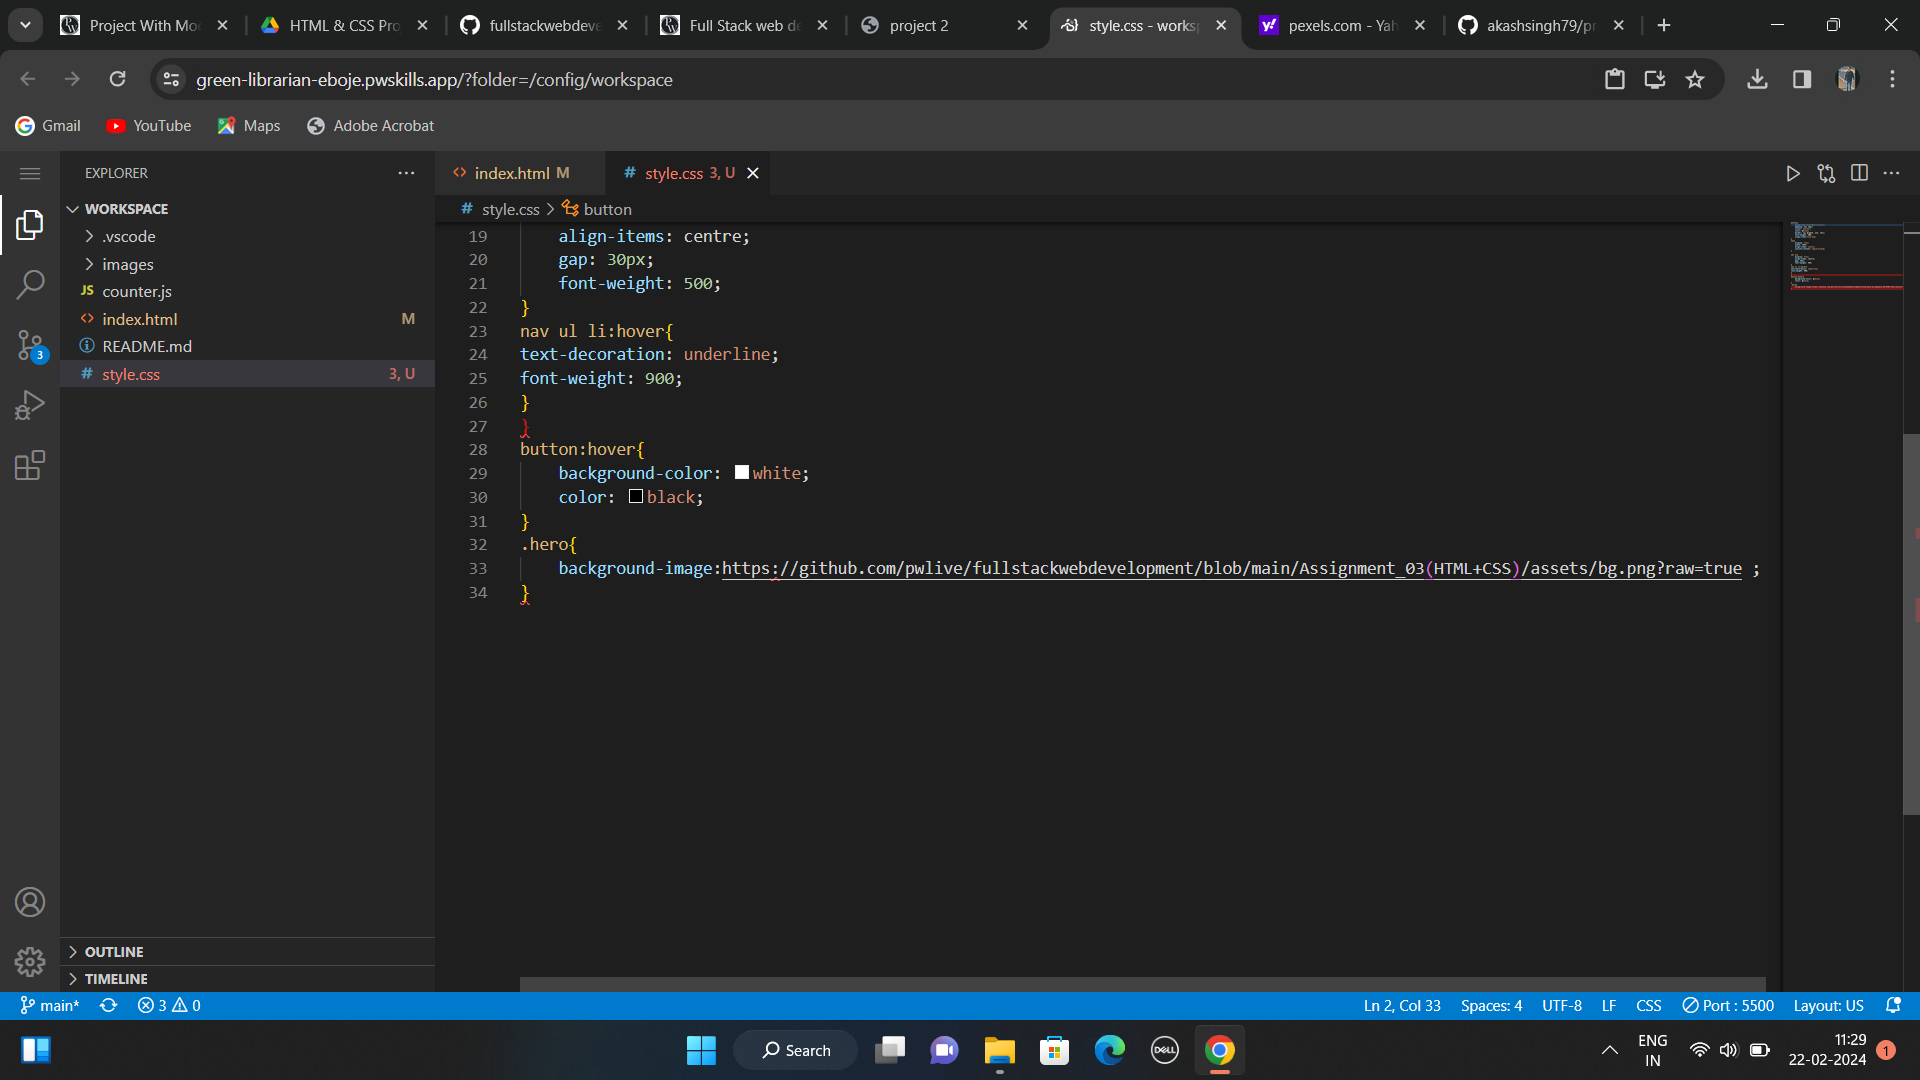 Project With Mo
HTML & CSS Pro
fullstackwebdeve
Full Stack web de
project 2
style.css - works
pexels.com - Yah
akashsingh79/pr
green-librarian-eboje.pwskills.app/?folder=/config/workspace
Gmail
YouTube
Maps
Adobe Acrobat
EXPLORER
index.html M
style.css 3, U
WORKSPACE
style.css > button
.vscode
images
JS counter.js
index.html M
README.md
# style.css 3, U
19 align-items: centre;
20 gap: 30px;
21 font-weight: 500;
22 }
23 nav ul li:hover{
24 text-decoration: underline;
25 font-weight: 900;
26 }
27 }
28 button:hover{
29 background-color: white;
30 color: black;
31 }
32 .hero{
33 background-image:https://github.com/pwlive/fullstackwebdevelopment/blob/main/Assignment_03(HTML+CSS)/assets/bg.png?raw=true ;
34 }
3
OUTLINE
TIMELINE
main* 3 0
Ln 2, Col 33 Spaces: 4 UTF-8 LF CSS Port : 5500 Layout: US
Search
DELL
ENG
IN
11:29
22-02-2024
1